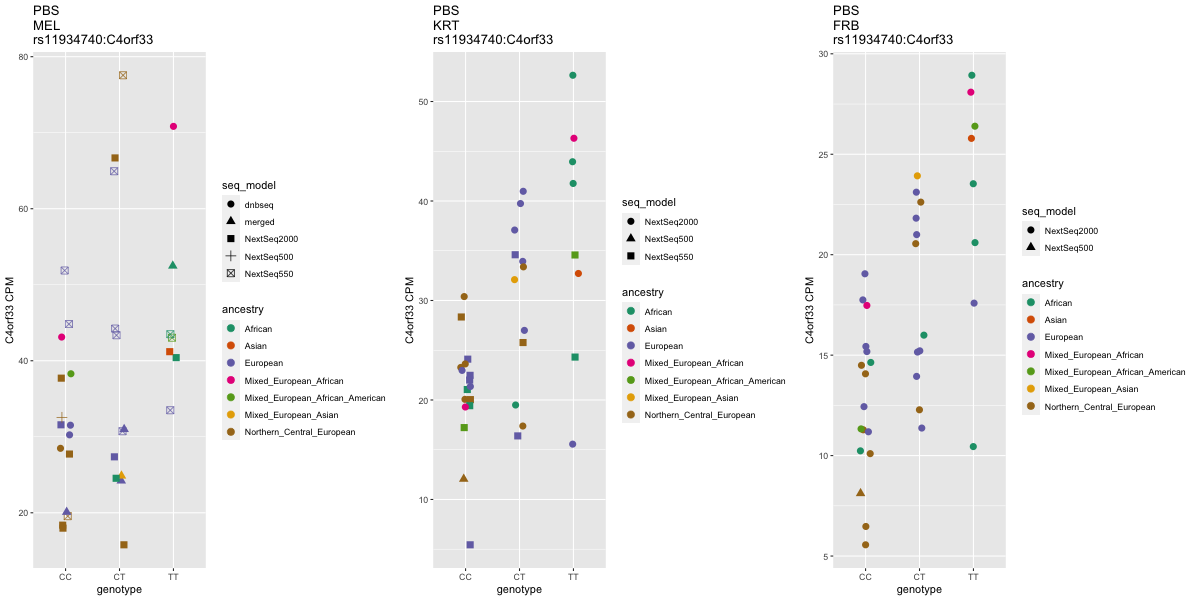 PBS
MEL
rs11934740:C4orf33
80
60
40
20
C4orf33 CPM
CC
CT
TT
genotype
seq_model
dnbseq
merged
NextSeq2000
NextSeq500
NextSeq550
ancestry
African
Asian
European
Mixed_European_African
Mixed_European_African_American
Mixed_European_Asian
Northern_Central_European
PBS
KRT
rs11934740:C4orf33
50
40
30
20
10
C4orf33 CPM
CC
CT
TT
genotype
seq_model
NextSeq2000
NextSeq500
NextSeq550
ancestry
African
Asian
European
Mixed_European_African
Mixed_European_African_American
Mixed_European_Asian
Northern_Central_European
PBS
FRB
rs11934740:C4orf33
30
25
20
15
10
5
C4orf33 CPM
CC
CT
TT
genotype
seq_model
NextSeq2000
NextSeq500
ancestry
African
Asian
European
Mixed_European_African
Mixed_European_African_American
Mixed_European_Asian
Northern_Central_European